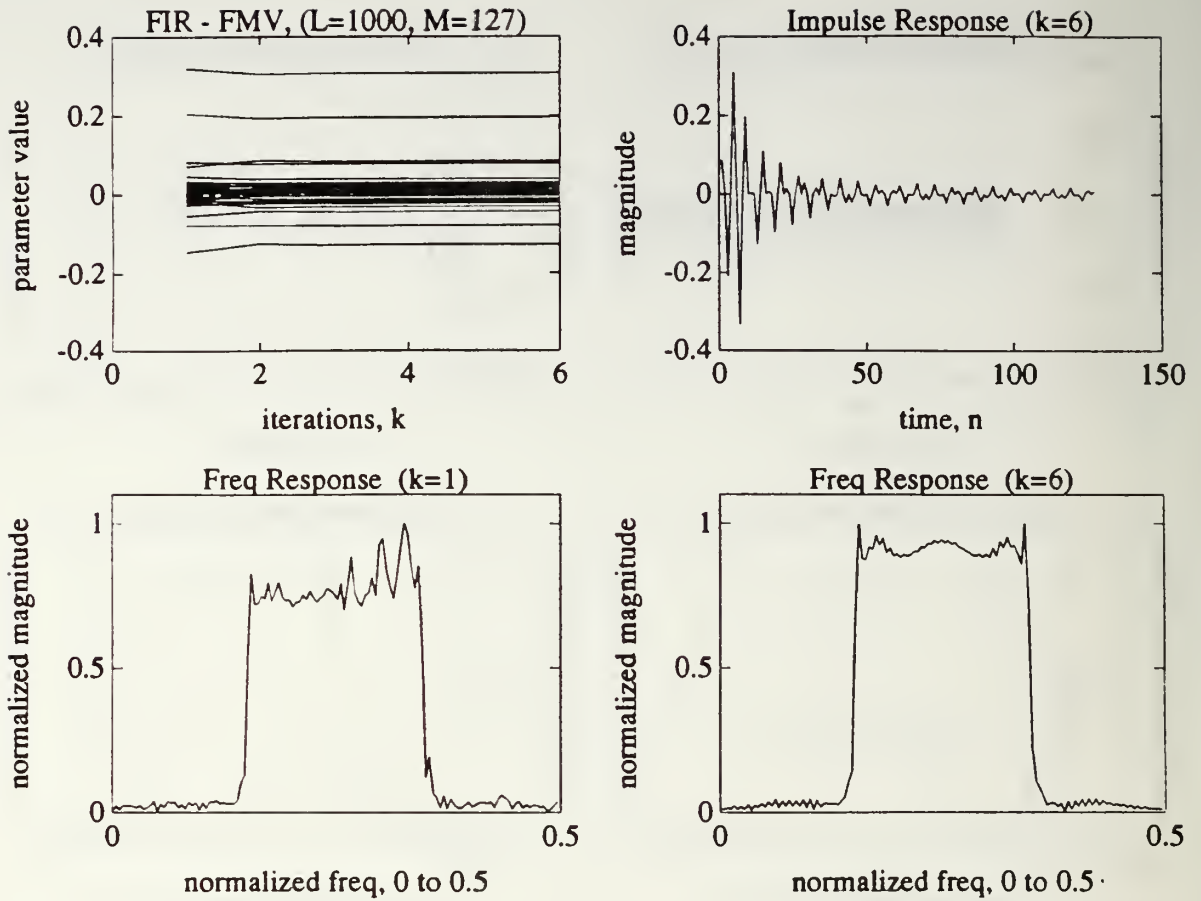 FIR - FMV, (L=1000, M=127)
0.4
0.2
0
-0.2
-0.4
parameter value
0
2
4
6
iterations, k
Impulse Response (k=6)
0.4
0.2
0
-0.2
-0.4
magnitude
0
50
100
150
time, n
Freq Response (k=1)
1
0.5
0
normalized magnitude
0
0.5
normalized freq, 0 to 0.5
Freq Response (k=6)
1
0.5
0
normalized magnitude
0
0.5
normalized freq, 0 to 0.5